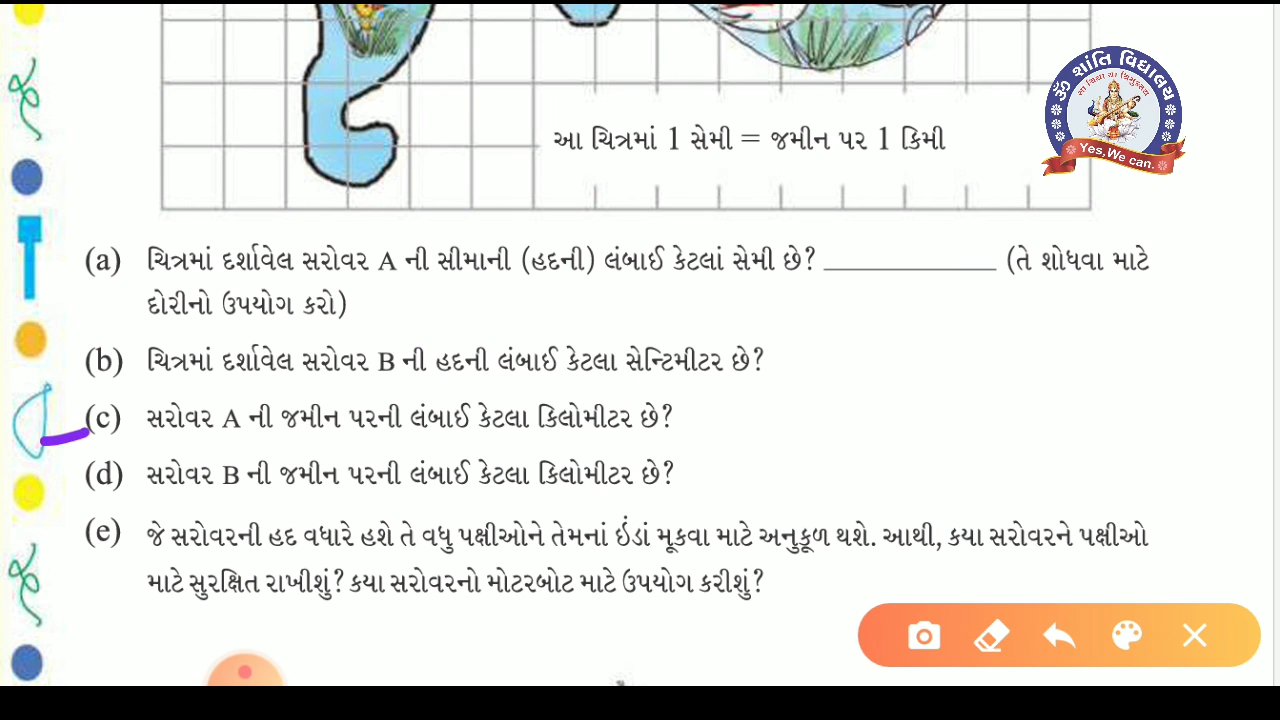 ૐ શાંતિ વિદ્યાલય
Yes, We can.
આ ચિત્રમાં 1 સેમી = જમીન પર 1 કિમી
(a) ચિત્રમાં દર્શાવેલ સરોવર A ની સીમાની (હદની) લંબાઈ કેટલાં સેમી છે? ____________ (તે શોધવા માટે
દોરીનો ઉપયોગ કરો)
(b) ચિત્રમાં દર્શાવેલ સરોવર B ની હદની લંબાઈ કેટલા સેન્ટિમીટર છે?
(c) સરોવર A ની જમીન પરની લંબાઈ કેટલા કિલોમીટર છે?
(d) સરોવર B ની જમીન પરની લંબાઈ કેટલા કિલોમીટર છે?
(e) જે સરોવરની હદ વધારે હશે તે વધુ પક્ષીઓને તેમનાં ઇંડાં મૂકવા માટે અનુકૂળ થશે. આથી, કયા સરોવરને પક્ષીઓ
માટે સુરક્ષિત રાખીશું? કયા સરોવરનો મોટરબોટ માટે ઉપયોગ કરીશું?